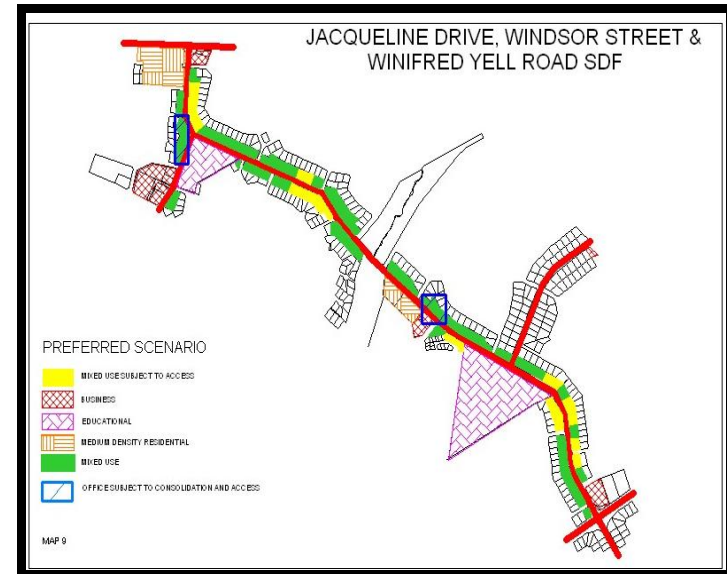 JACQUELINE DRIVE, WINDSOR STREET &
WINIFRED YELL ROAD SDF
PREFERRED SCENARIO
MIXED USE SUBJECT TO ACCESS
BUSINESS
EDUCATIONAL
MEDIUM DENSITY RESIDENTIAL
MIXED USE
OFFICE SUBJECT TO CONSOLIDATION AND ACCESS
MAP 9